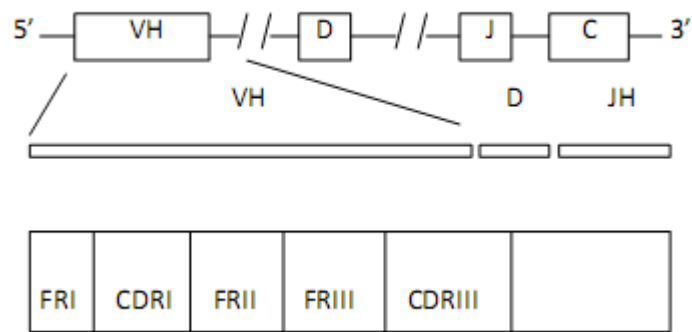 5′ VH D J C 3′
VH D JH
FRI CDRI FRII FRIII CDRIII